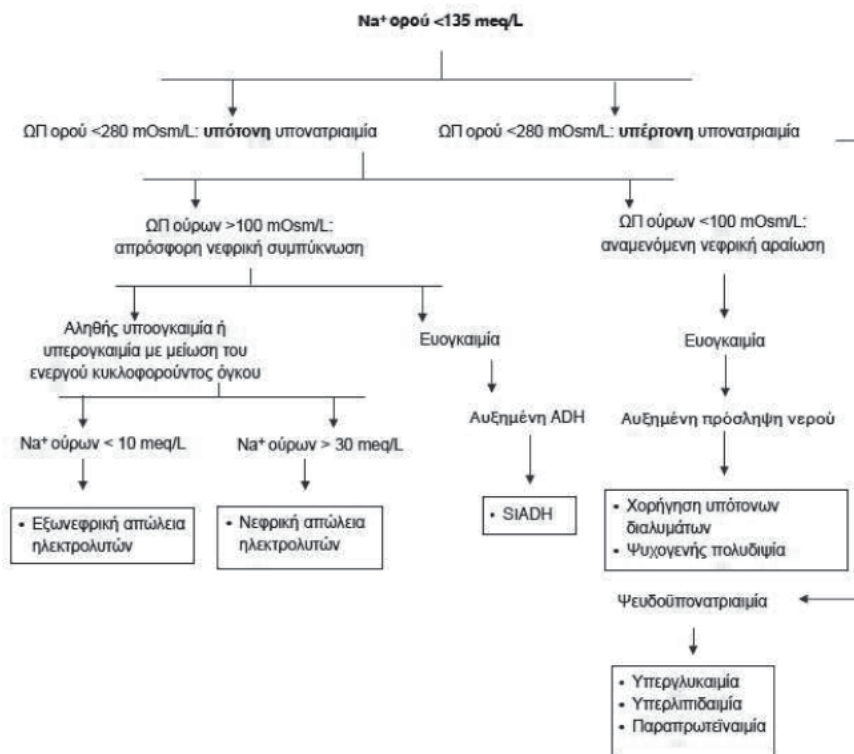 Na⁺ ορού <135 meq/L
ΩΠ ορού <280 mOsm/L: υπότονη υπονατριαιμία
ΩΠ ορού <280 mOsm/L: υπέρτονη υπονατριαιμία
ΩΠ ούρων >100 mOsm/L:
απρόσφορη νεφρική συμπύκνωση
ΩΠ ούρων <100 mOsm/L:
αναμενόμενη νεφρική αραίωση
Αληθής υποογκαιμία ή
υπερογκαιμία με μείωση του
ενεργού κυκλοφορούντος όγκου
Ευογκαιμία
Ευογκαιμία
Na⁺ ούρων < 10 meq/L
Na⁺ ούρων > 30 meq/L
Αυξημένη ADH
Αυξημένη πρόσληψη νερού
• Εξωνεφρική απώλεια
ηλεκτρολυτών
• Νεφρική απώλεια
ηλεκτρολυτών
• SiADH
• Χορήγηση υπότονων
διαλυμάτων
• Ψυχογενής πολυδιψία
Ψευδοϋπονατριαιμία
• Υπεργλυκαιμία
• Υπερλιπιδαιμία
• Παραπρωτεϊναιμία